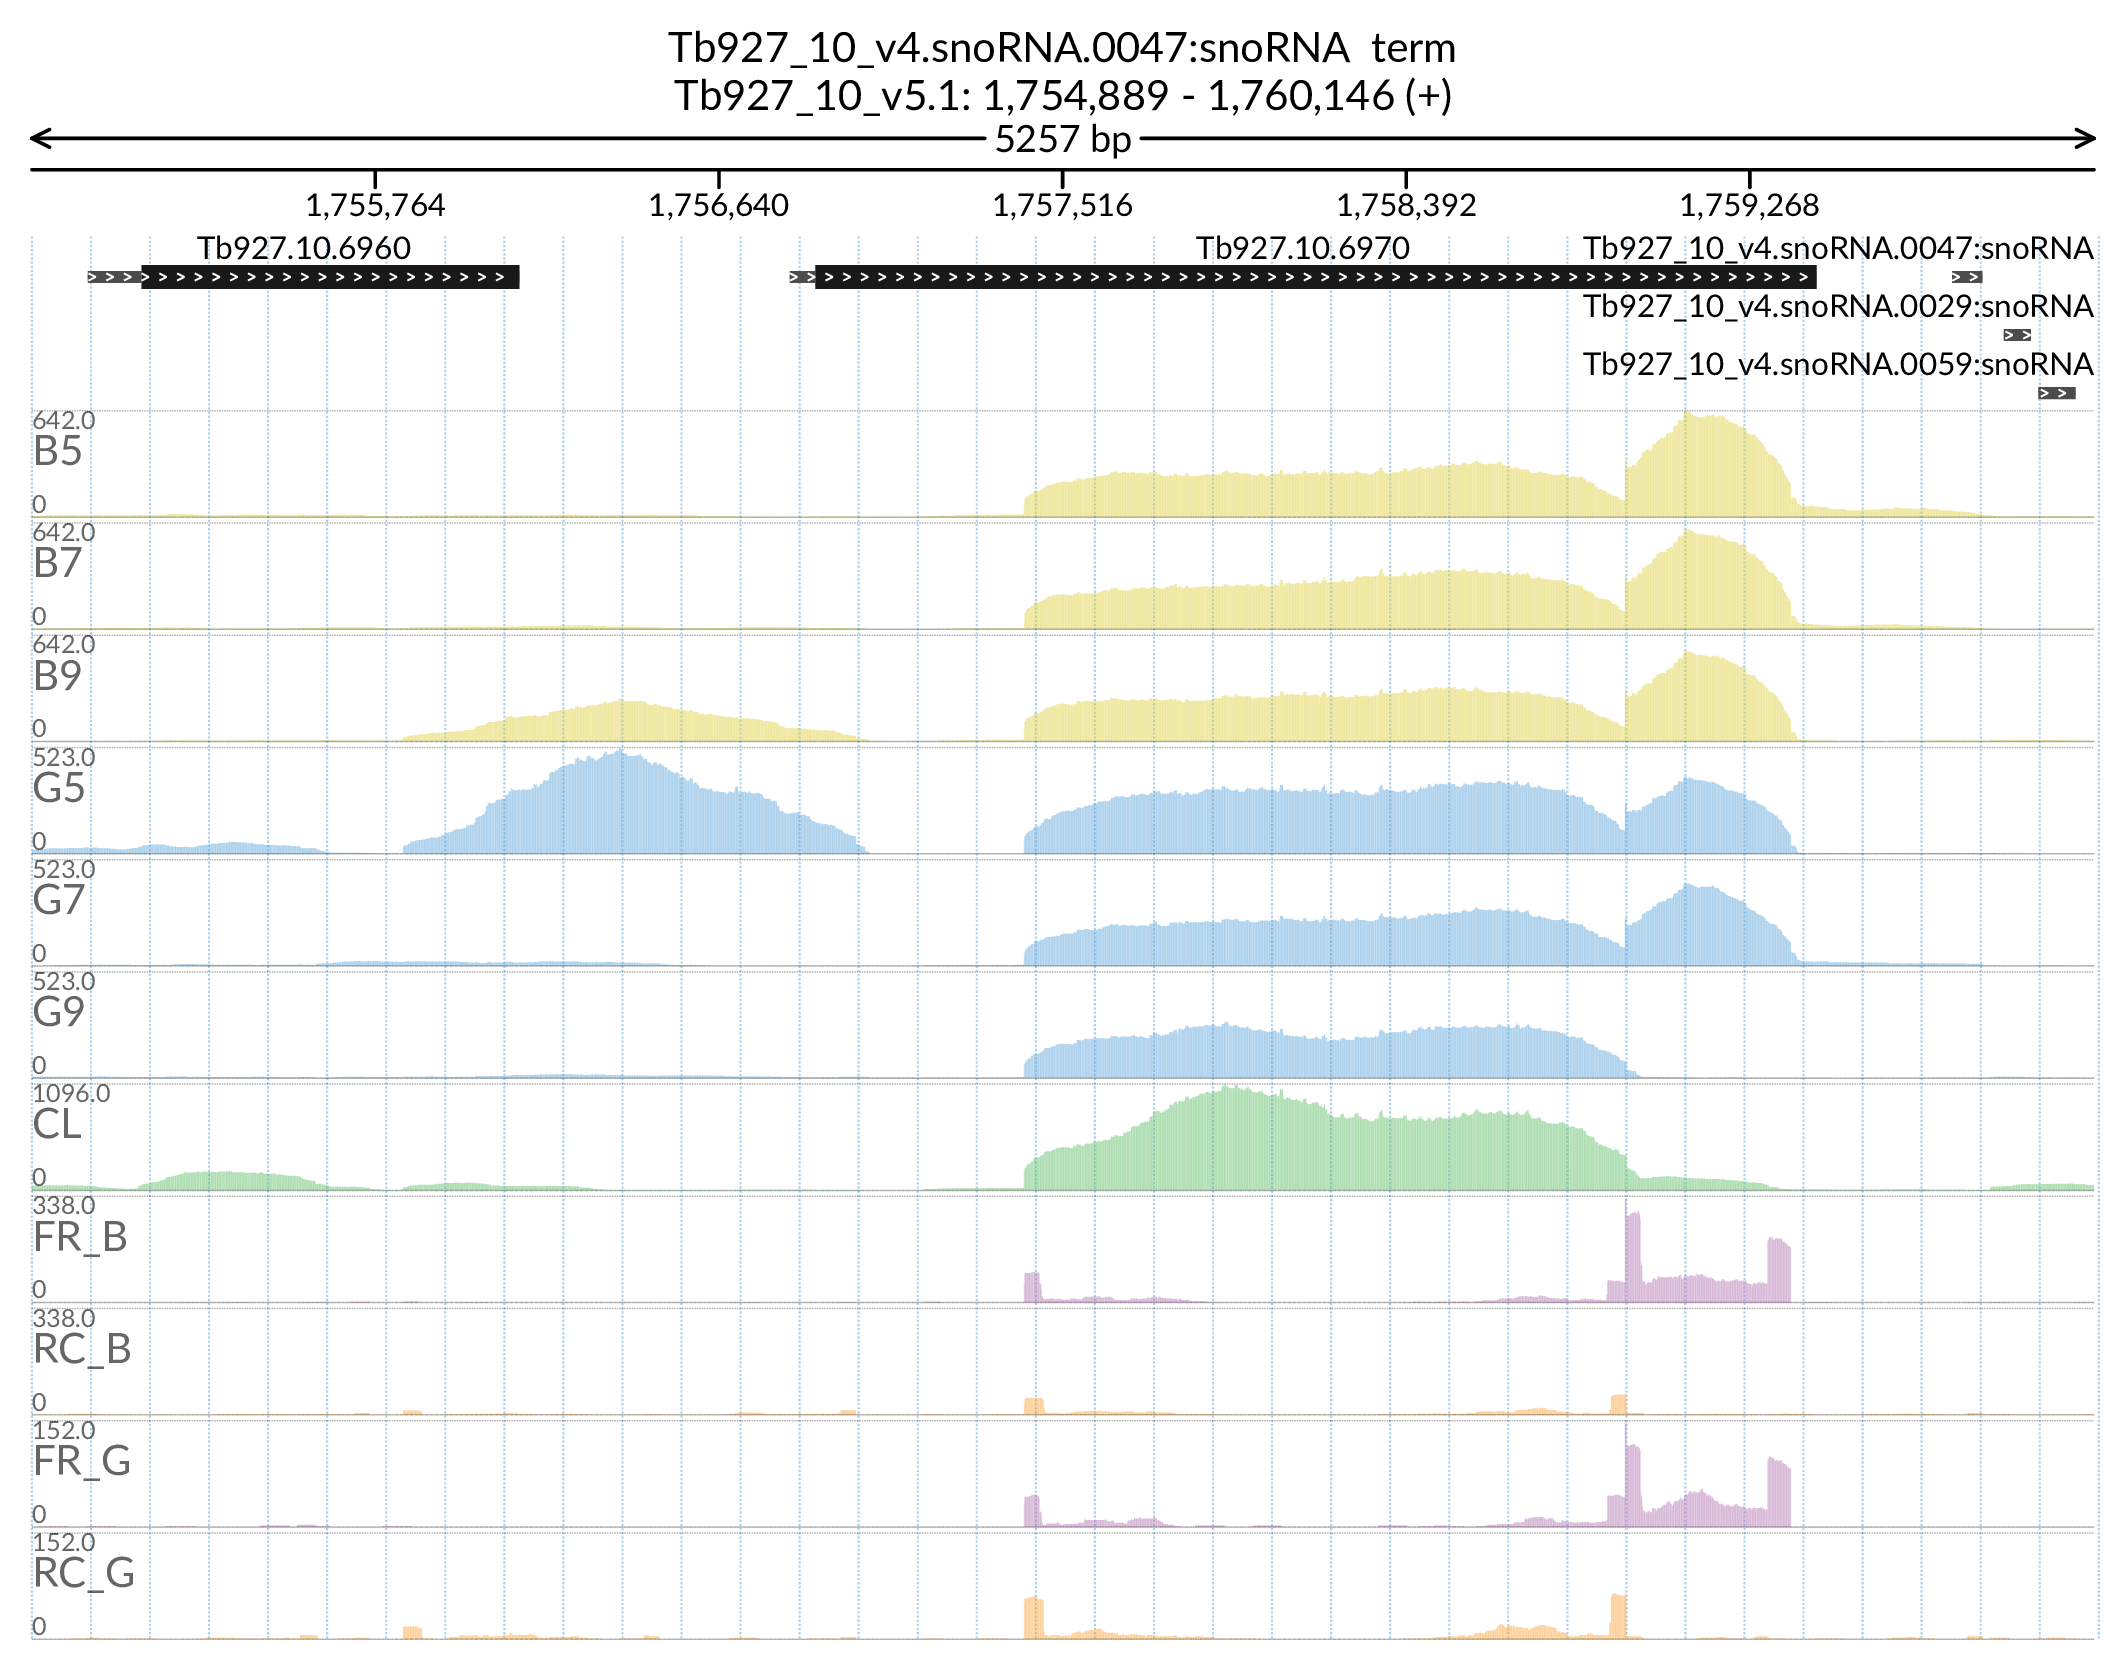 Tb927_10_v4.snoRNA.0047:snoRNA  term
Tb927_10_v5.1: 1,754,889 - 1,760,146 (+)
5257 bp
1,755,764 1,756,640 1,757,516 1,758,392 1,759,268
Tb927.10.6960 Tb927.10.6970 Tb927_10_v4.snoRNA.0047:snoRNA
Tb927_10_v4.snoRNA.0029:snoRNA
Tb927_10_v4.snoRNA.0059:snoRNA
642.0
B5
0
642.0
B7
0
642.0
B9
0
523.0
G5
0
523.0
G7
0
523.0
G9
0
1096.0
CL
0
338.0
FR_B
0
338.0
RC_B
0
152.0
FR_G
0
152.0
RC_G
0